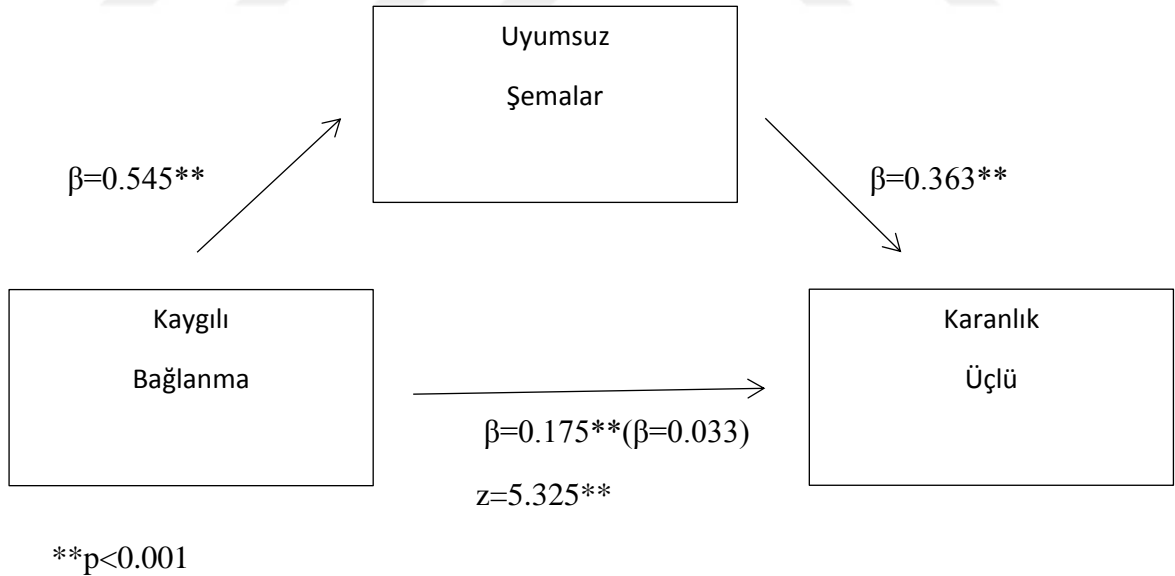 Uyumsuz
Şemalar
β=0.545**
β=0.363**
Kaygılı
Bağlanma
Karanlık
Üçlü
β=0.175**(β=0.033)
z=5.325**
**p<0.001